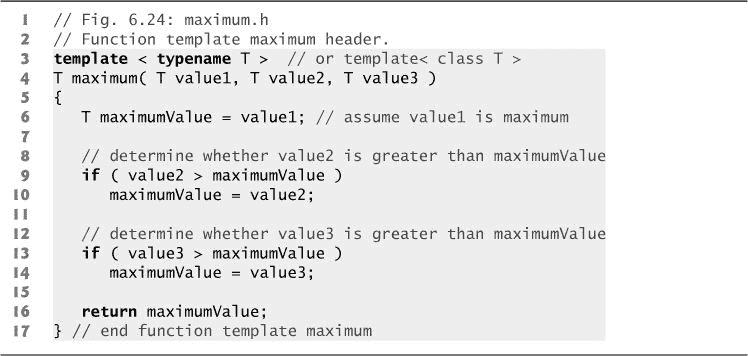 1 // Fig. 6.24: maximum.h
2 // Function template maximum header.
3 template < typename T >  // or template< class T >
4 T maximum( T value1, T value2, T value3 )
5 {
6    T maximumValue = value1; // assume value1 is maximum
7
8    // determine whether value2 is greater than maximumValue
9    if ( value2 > maximumValue )
10       maximumValue = value2;
11
12    // determine whether value3 is greater than maximumValue
13    if ( value3 > maximumValue )
14       maximumValue = value3;
15
16    return maximumValue;
17 } // end function template maximum